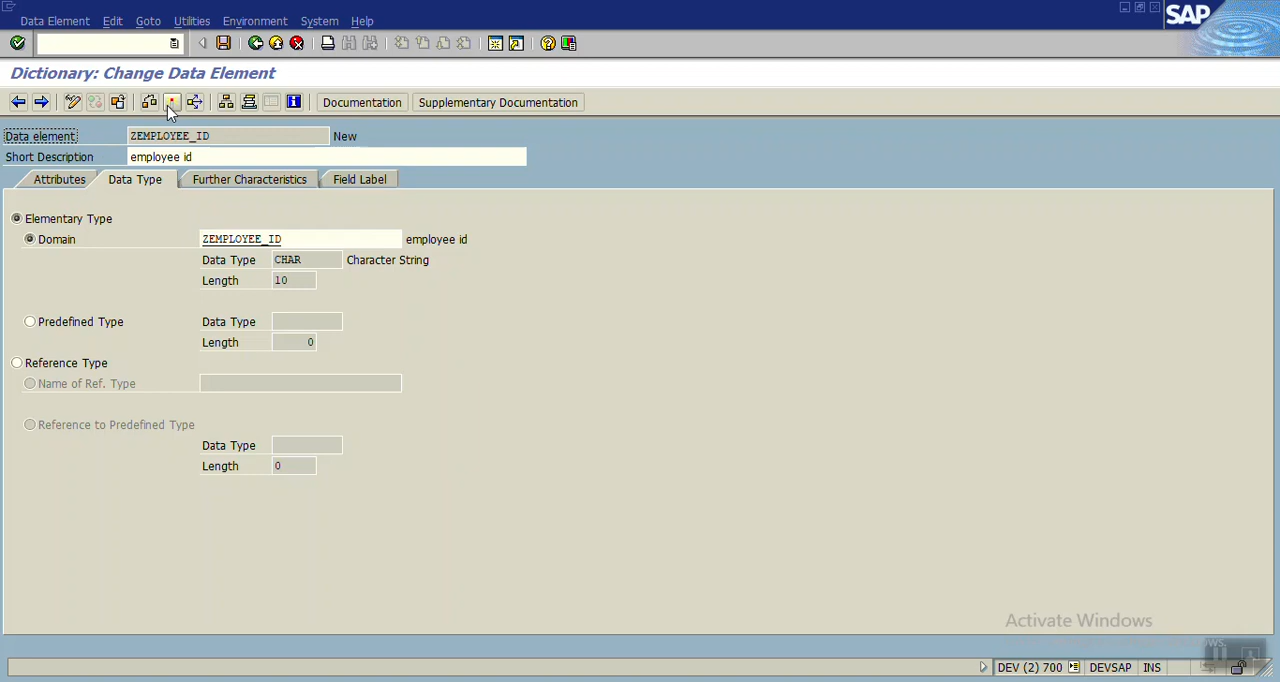 Data Element Edit Goto Utilities Environment System Help
SAP
Dictionary: Change Data Element
Documentation Supplementary Documentation
Data element ZEMPLOYEE_ID New
Short Description employee id
Attributes Data Type Further Characteristics Field Label
Elementary Type
Domain ZEMPLOYEE_ID employee id
Data Type CHAR Character String
Length 10
Predefined Type Data Type
Length 0
Reference Type
Name of Ref. Type
Reference to Predefined Type
Data Type
Length 0
Activate Windows
DEV (2) 700 DEVSAP INS